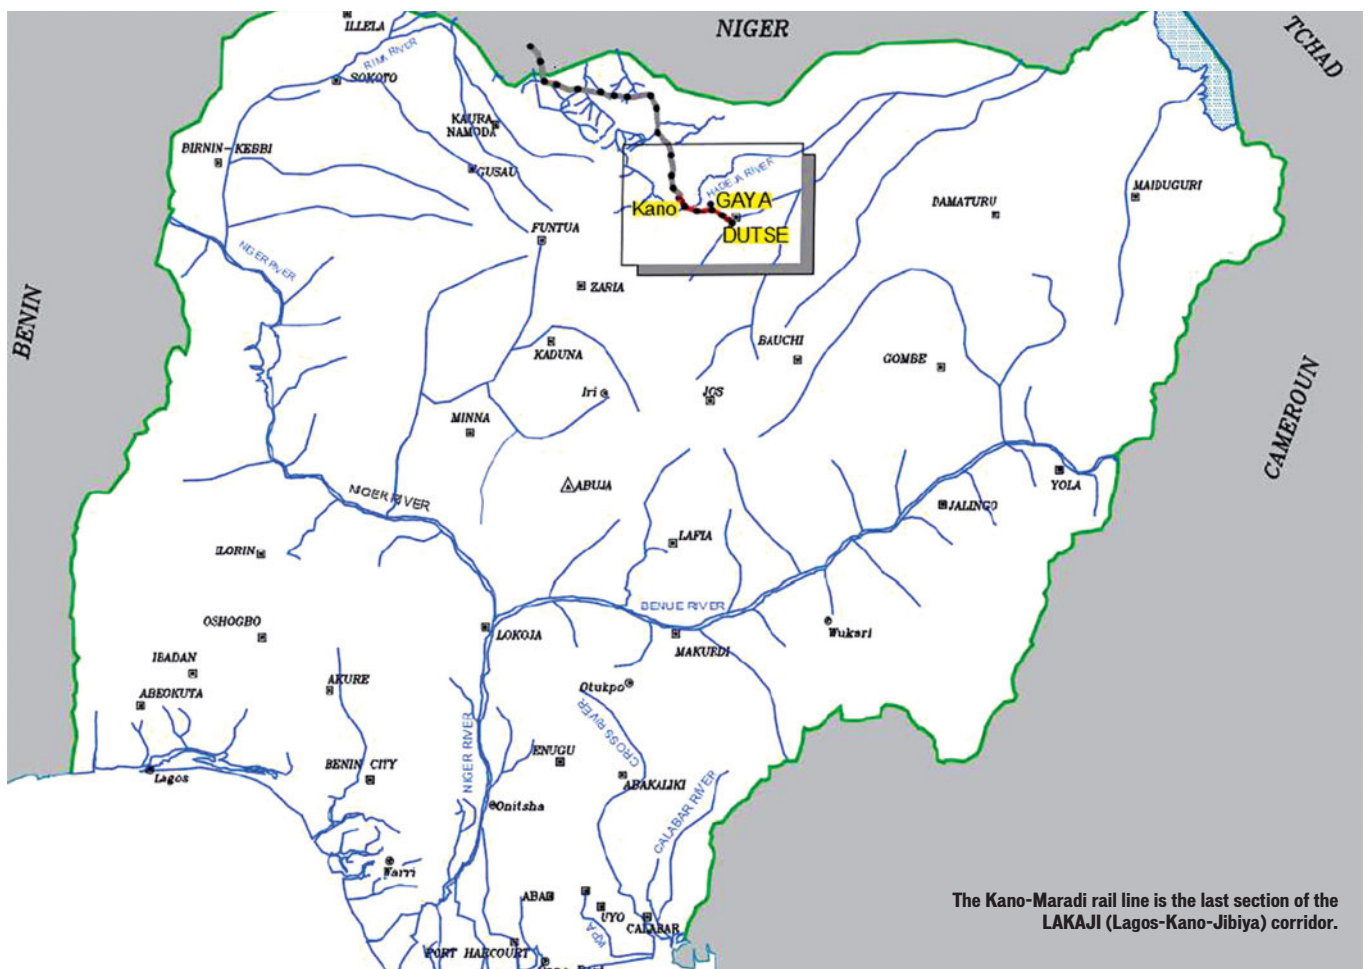 NIGER
TCHAD
ILLELA
RIMA RIVER
SOKOTO
KAURA
NAMODA
BIRNIN-KEBBI
GUSAU
HADEJA RIVER
MAIDUGURI
DAMATURU
Kano
GAYA
DUTSE
FUNTUA
NIGER RIVER
ZARIA
BENIN
KADUNA
BAUCHI
GOMBE
Iri
JOS
MINNA
CAMEROUN
ABUJA
NIGER RIVER
YOLA
JALINGO
LAFIA
ILORIN
BENUE RIVER
OSHOGBO
LOKOJA
Wukari
MAKURDI
IBADAN
AKURE
Otukpo
ABEOKUTA
CROSS RIVER
NIGER RIVER
ENUGU
BENIN CITY
Lagos
ABAKALIKI
CALABAR RIVER
Onitsha
Warri
ABA
UYO
CALABAR
PORT HARCOURT
The Kano-Maradi rail line is the last section of the
LAKAJI (Lagos-Kano-Jibiya) corridor.